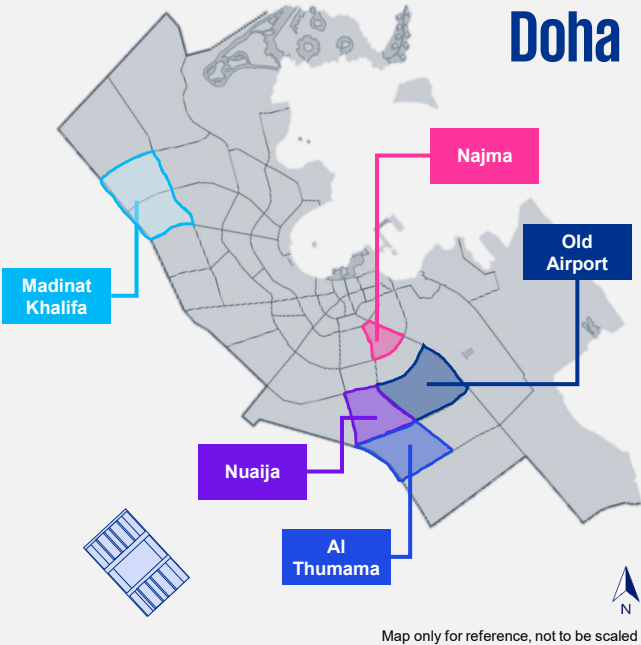 Doha
Najma
Old
Airport
Madinat
Khalifa
Nuaija
Al
Thumama
N
Map only for reference, not to be scaled